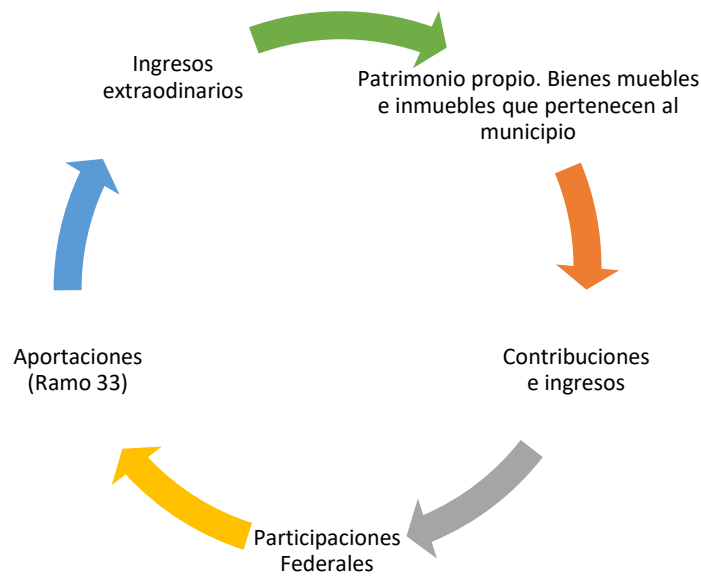 Ingresos
extraodinarios
Patrimonio propio. Bienes muebles
e inmuebles que pertenecen al
municipio
Contribuciones
e ingresos
Participaciones
Federales
Aportaciones
(Ramo 33)